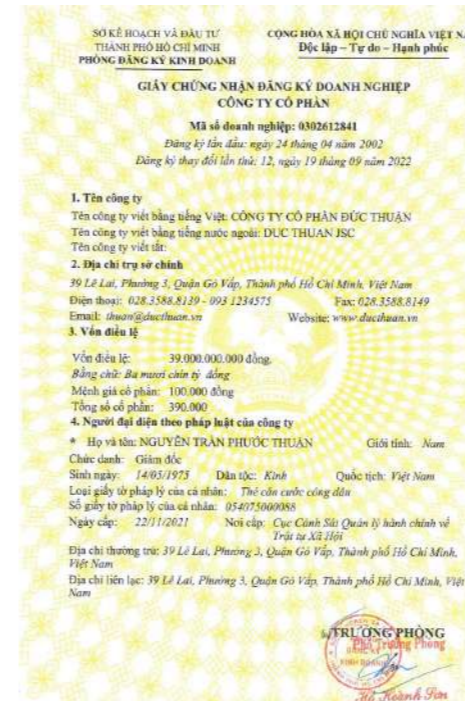 SỞ KẾ HOẠCH VÀ ĐẦU TƯ
THÀNH PHỐ HỒ CHÍ MINH
PHÒNG ĐĂNG KÝ KINH DOANH
CỘNG HÒA XÃ HỘI CHỦ NGHĨA VIỆT NA
Độc lập – Tự do – Hạnh phúc
GIẤY CHỨNG NHẬN ĐĂNG KÝ DOANH NGHIỆP
CÔNG TY CỔ PHẦN
Mã số doanh nghiệp: 0302612841
Đăng ký lần đầu: ngày 24 tháng 04 năm 2002
Đăng ký thay đổi lần thứ: 12, ngày 19 tháng 09 năm 2022
1. Tên công ty
Tên công ty viết bằng tiếng Việt: CÔNG TY CỔ PHẦN ĐỨC THUẬN
Tên công ty viết bằng tiếng nước ngoài: DUC THUAN JSC
Tên công ty viết tắt:
2. Địa chỉ trụ sở chính
39 Lê Lai, Phường 3, Quận Gò Vấp, Thành phố Hồ Chí Minh, Việt Nam
Điện thoại: 028.3588.8139 - 093 1234575 Fax: 028.3588.8149
Email: thuan@ducthuan.vn Website: www.ducthuan.vn
3. Vốn điều lệ
Vốn điều lệ: 39.000.000.000 đồng.
Bằng chữ: Ba mươi chín tỷ đồng
Mệnh giá cổ phần: 100.000 đồng
Tổng số cổ phần: 390.000
4. Người đại diện theo pháp luật của công ty
* Họ và tên: NGUYỄN TRẦN PHƯỚC THUẬN Giới tính: Nam
Chức danh: Giám đốc
Sinh ngày: 14/05/1975 Dân tộc: Kinh Quốc tịch: Việt Nam
Loại giấy tờ pháp lý của cá nhân: Thẻ căn cước công dân
Số giấy tờ pháp lý của cá nhân: 054075000088
Ngày cấp: 22/11/2021 Nơi cấp: Cục Cảnh Sát Quản lý hành chính về
Trật tự Xã Hội
Địa chỉ thường trú: 39 Lê Lai, Phường 3, Quận Gò Vấp, Thành phố Hồ Chí Minh,
Việt Nam
Địa chỉ liên lạc: 39 Lê Lai, Phường 3, Quận Gò Vấp, Thành phố Hồ Chí Minh, Việt
Nam
TRƯỞNG PHÒNG
Phó Trưởng Phòng
KINH DOANH